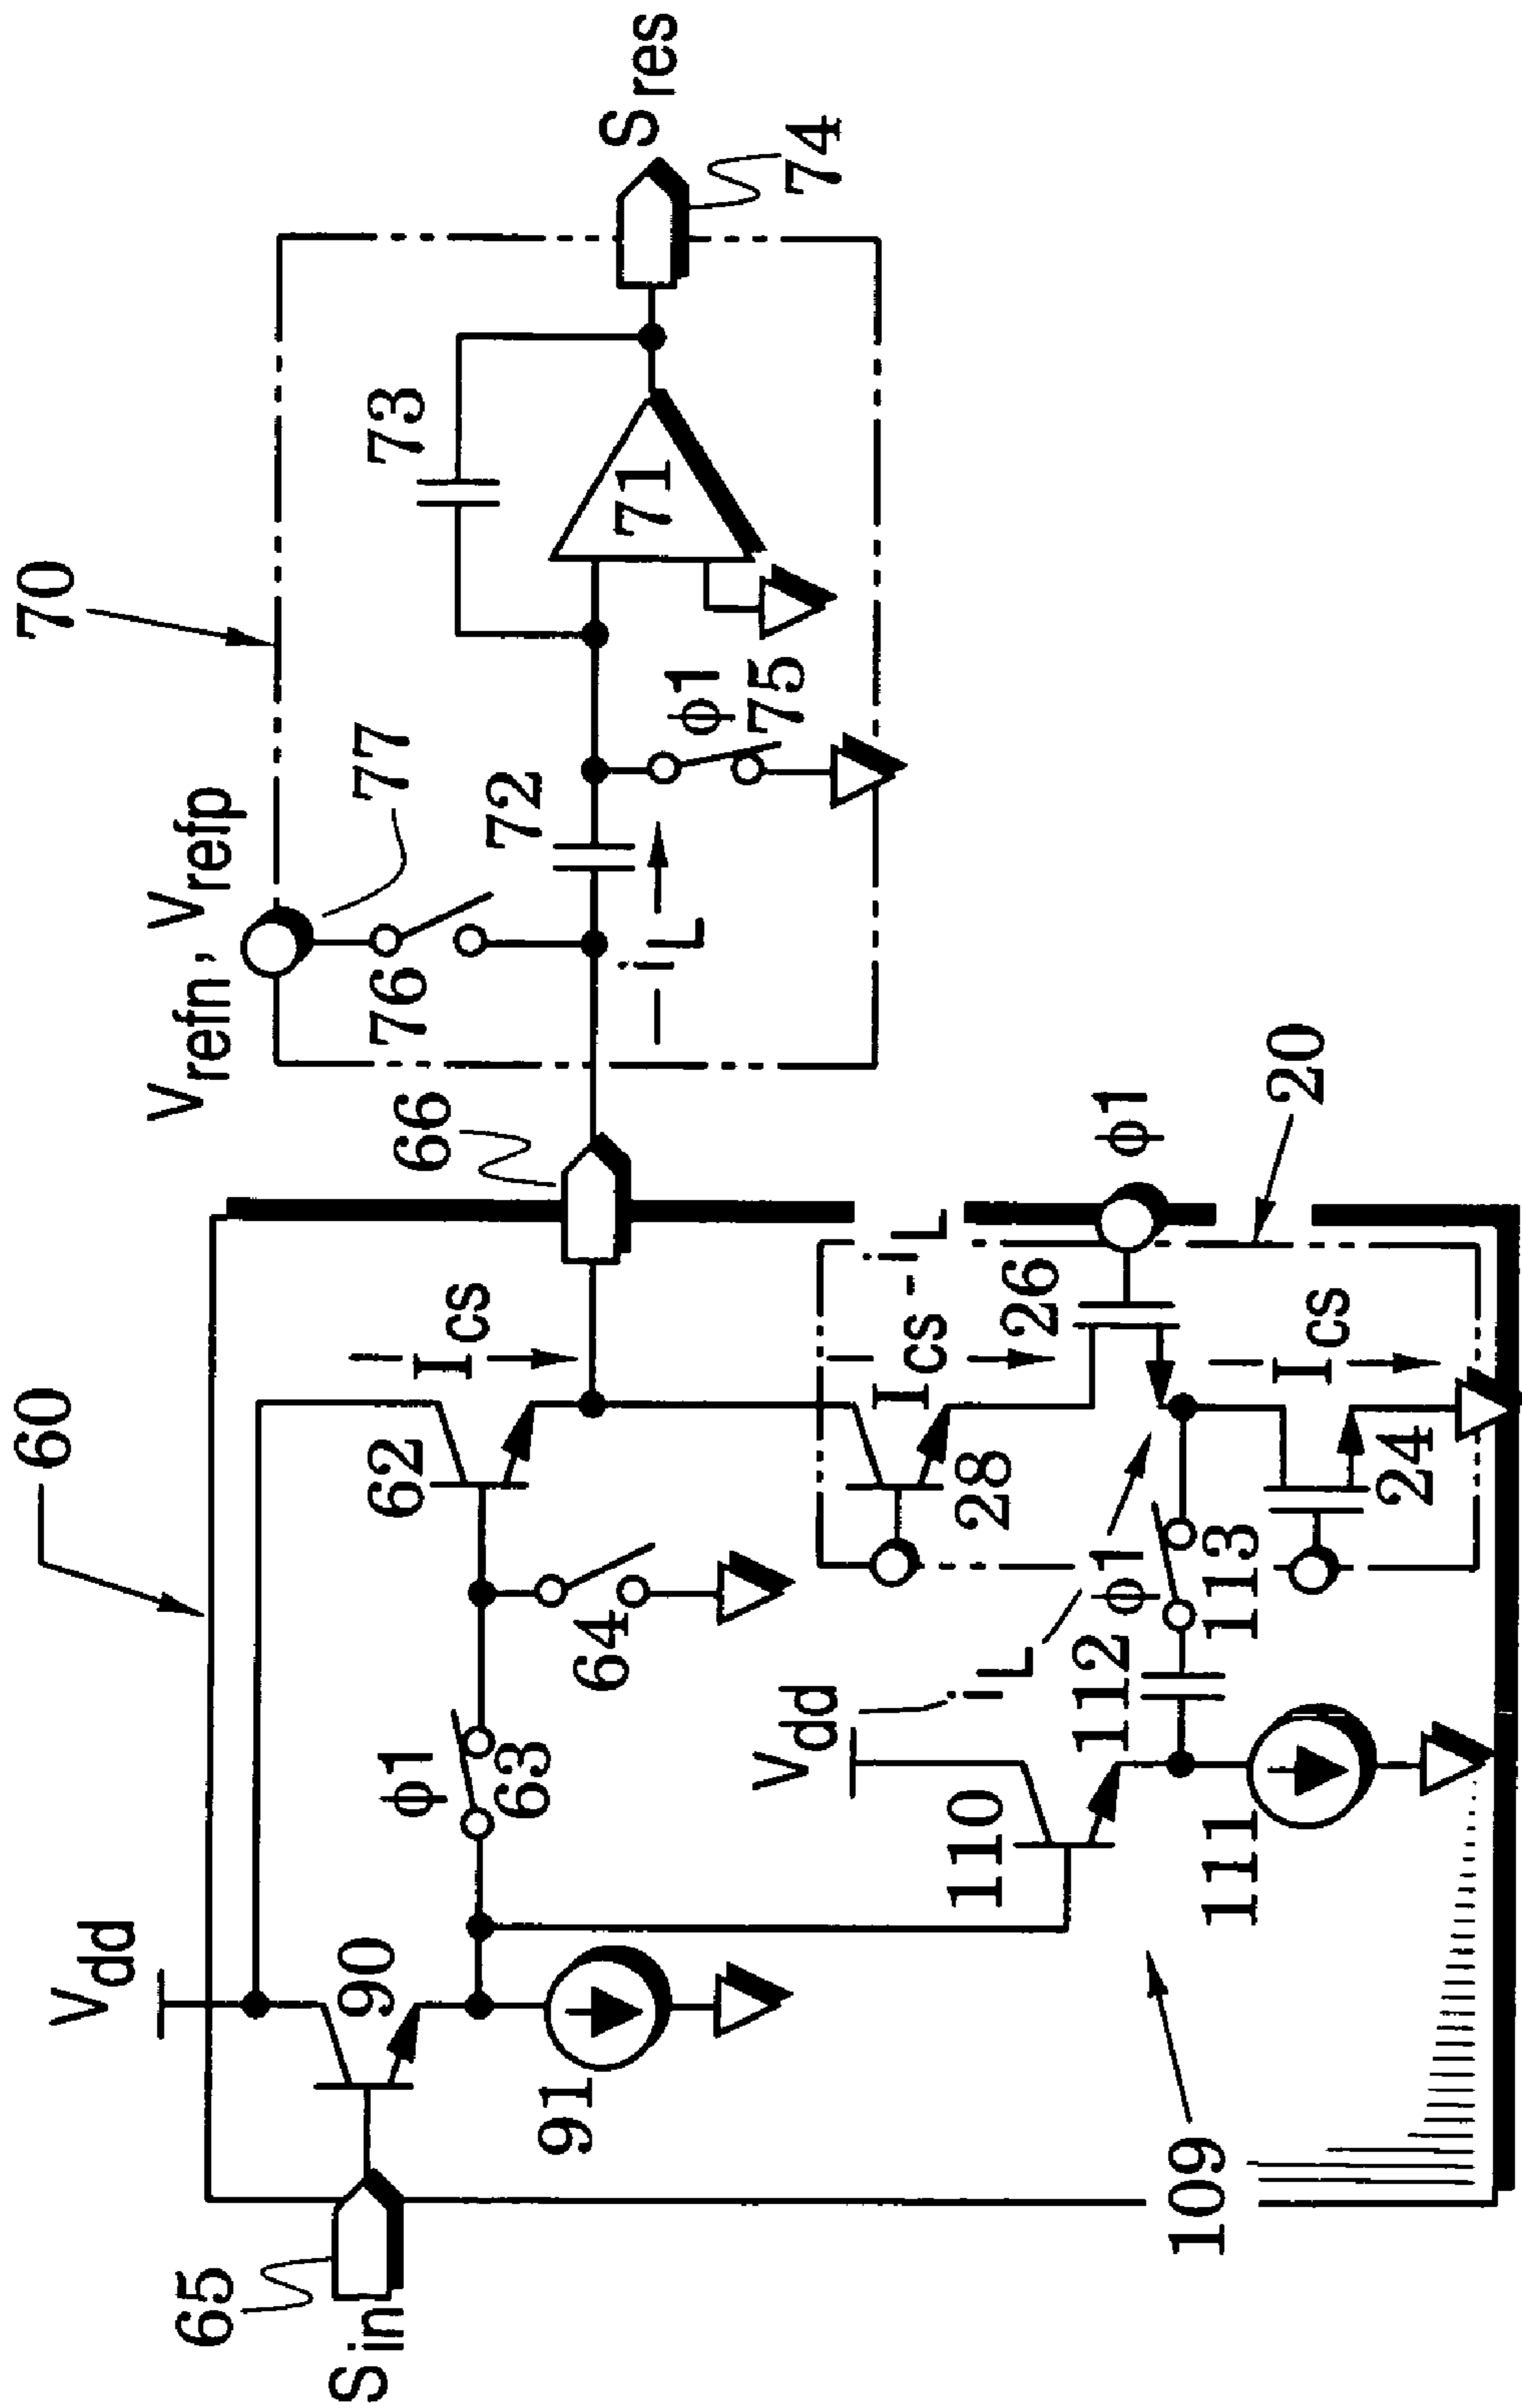 70
Vrefn, Vrefp
77
73
Sres
76
72
71
ϕ1
75
74
iL
60
66
Vdd
62
Ics
65
90
ϕ1
63
64
Sin
91
Vdd
iL
28
Ics-iL
26
ϕ1
20
110
112
ϕ1
113
Ics
24
109
111